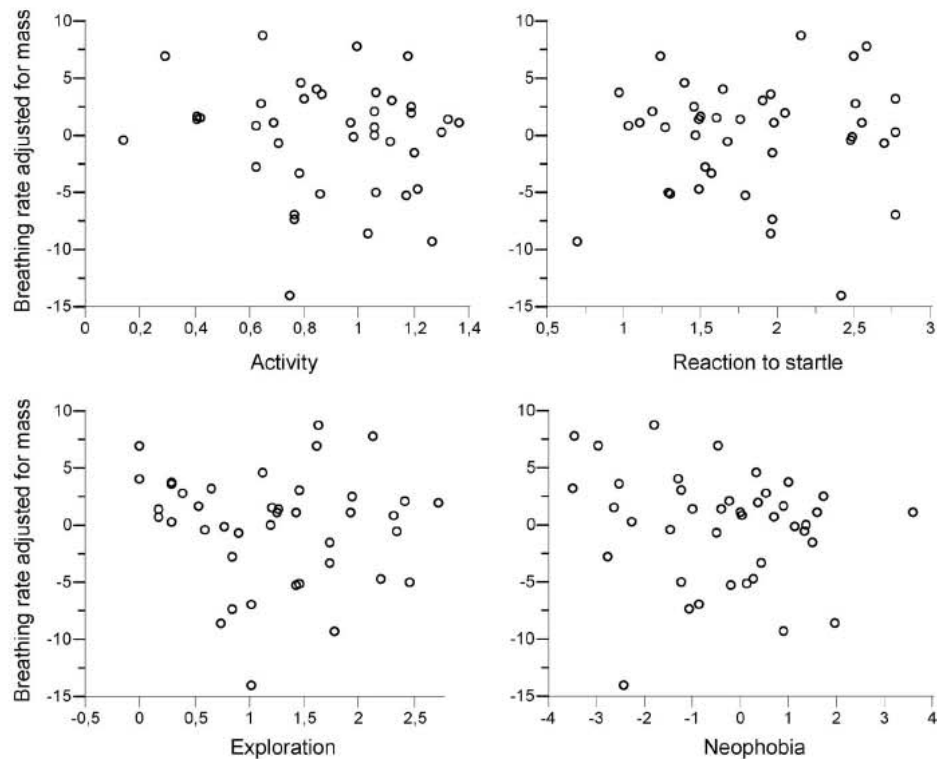 Breathing rate adjusted for mass
10
5
0
-5
-10
-15
0 0,2 0,4 0,6 0,8 1 1,2 1,4
Activity
10
5
0
-5
-10
-15
0,5 1 1,5 2 2,5 3
Reaction to startle
Breathing rate adjusted for mass
10
5
0
-5
-10
-15
-0,5 0 0,5 1 1,5 2 2,5
Exploration
10
5
0
-5
-10
-15
-4 -3 -2 -1 0 1 2 3 4
Neophobia